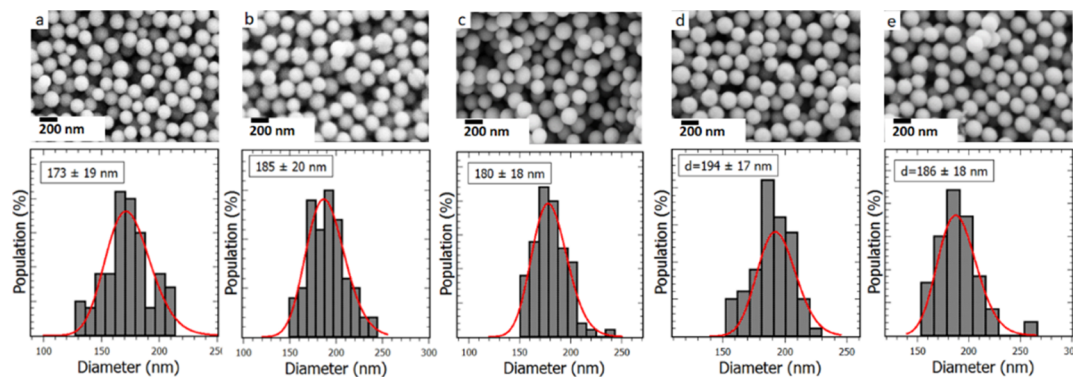 a
200 nm
b
200 nm
c
200 nm
d
200 nm
e
200 nm
173 ± 19 nm
Population (%)
100 150 200 250
Diameter (nm)
185 ± 20 nm
Population (%)
100 150 200 250 300
Diameter (nm)
180 ± 18 nm
Population (%)
100 150 200 250
Diameter (nm)
d=194 ± 17 nm
Population (%)
100 150 200 250
Diameter (nm)
d=186 ± 18 nm
Population (%)
150 200 250 300
Diameter (nm)